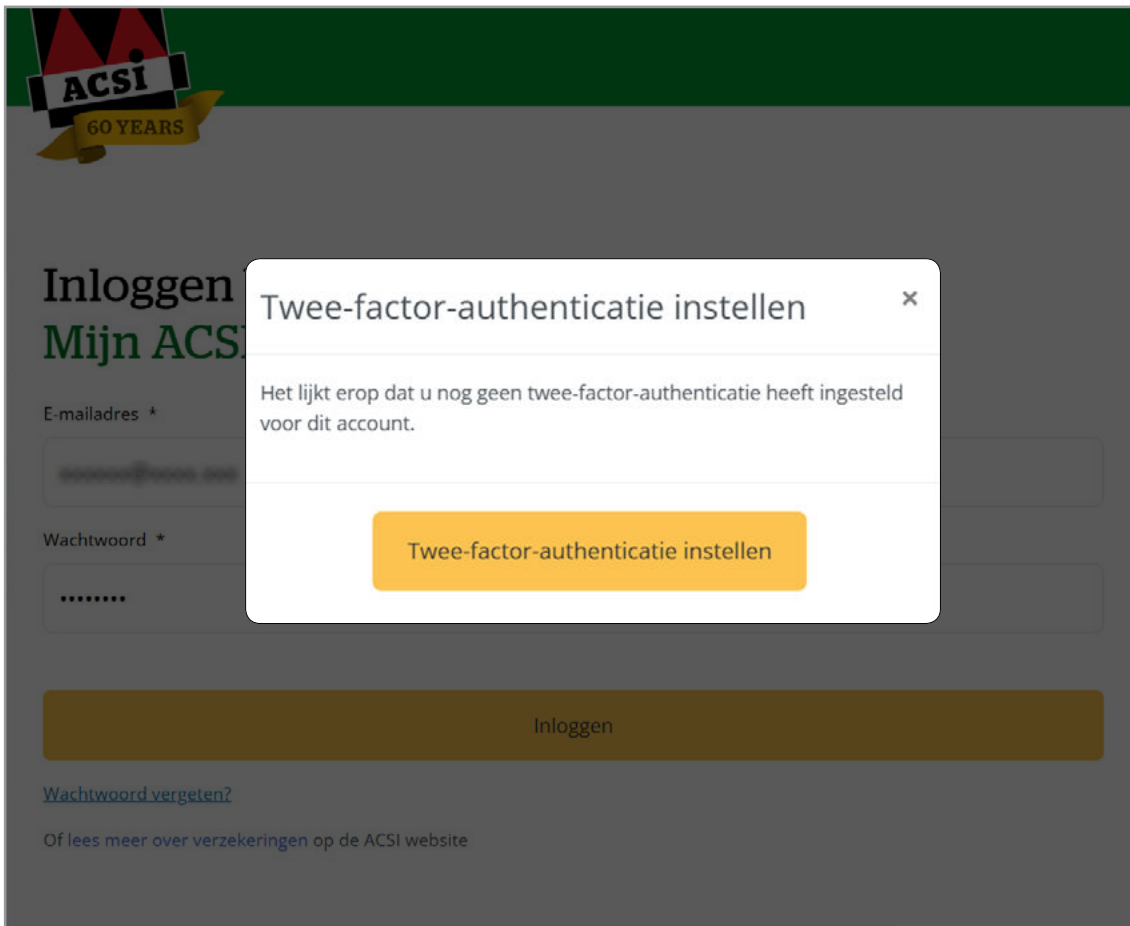 ACSI
60 YEARS
Inloggen
Mijn ACSI
Twee-factor-authenticatie instellen ×
Het lijkt erop dat u nog geen twee-factor-authenticatie heeft ingesteld
voor dit account.
Twee-factor-authenticatie instellen
E-mailadres *
Wachtwoord *
••••••••
Inloggen
Wachtwoord vergeten?
Of lees meer over verzekeringen op de ACSI website